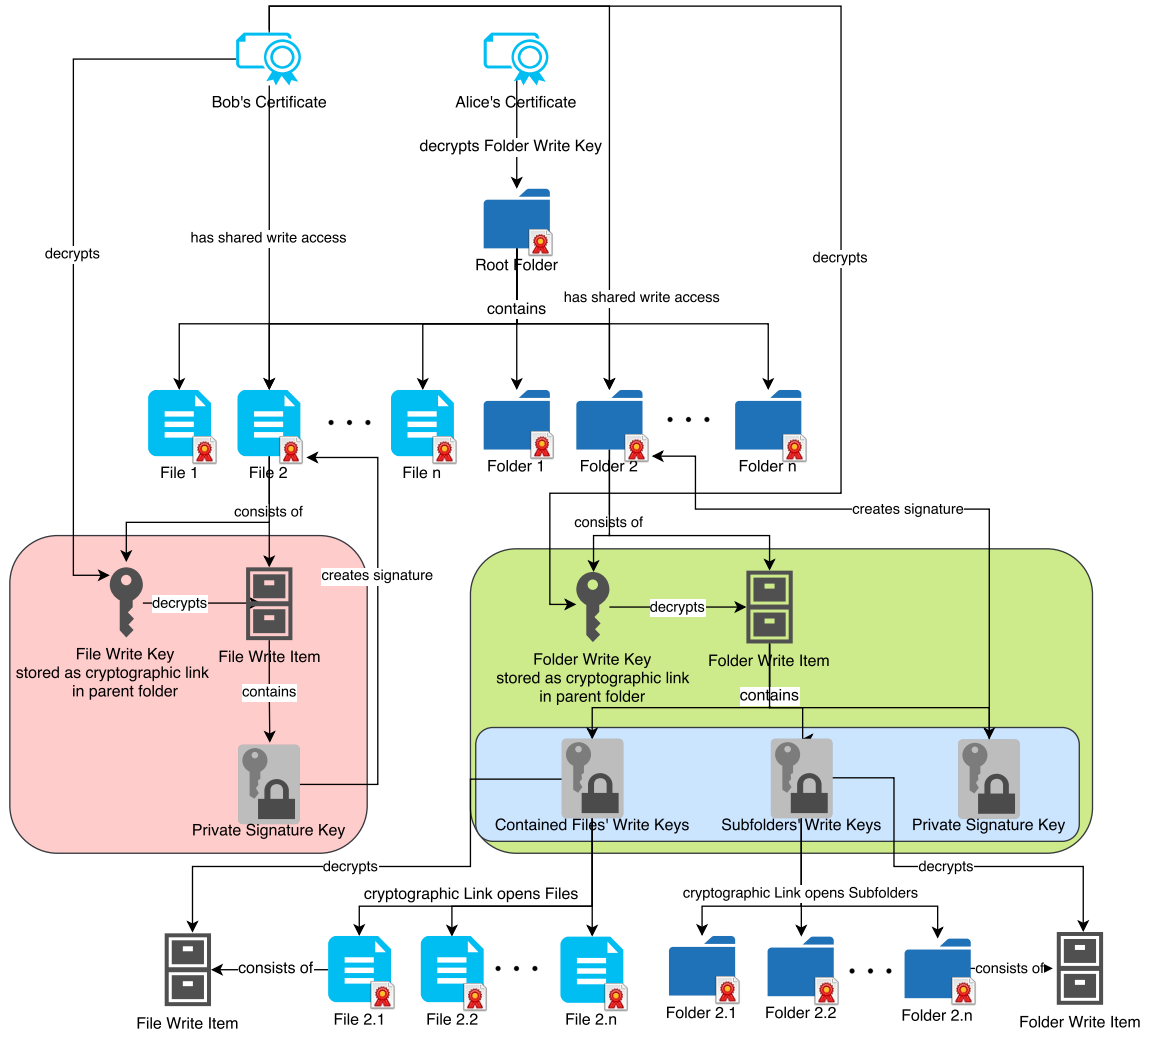 Bob's Certificate
Alice's Certificate
decrypts Folder Write Key
has shared write access
decrypts
decrypts
Root Folder
has shared write access
contains
File 1
File 2
File n
Folder 1
Folder 2
Folder n
consists of
creates signature
consists of
creates signature
decrypts
decrypts
File Write Key
stored as cryptographic link
in parent folder
File Write Item
Folder Write Key
stored as cryptographic link
in parent folder
Folder Write Item
contains
contains
Private Signature Key
Contained Files' Write Keys
Subfolders' Write Keys
Private Signature Key
decrypts
decrypts
cryptographic Link opens Files
cryptographic Link opens Subfolders
consists of
consists of
File Write Item
File 2.1
File 2.2
File 2.n
Folder 2.1
Folder 2.2
Folder 2.n
Folder Write Item